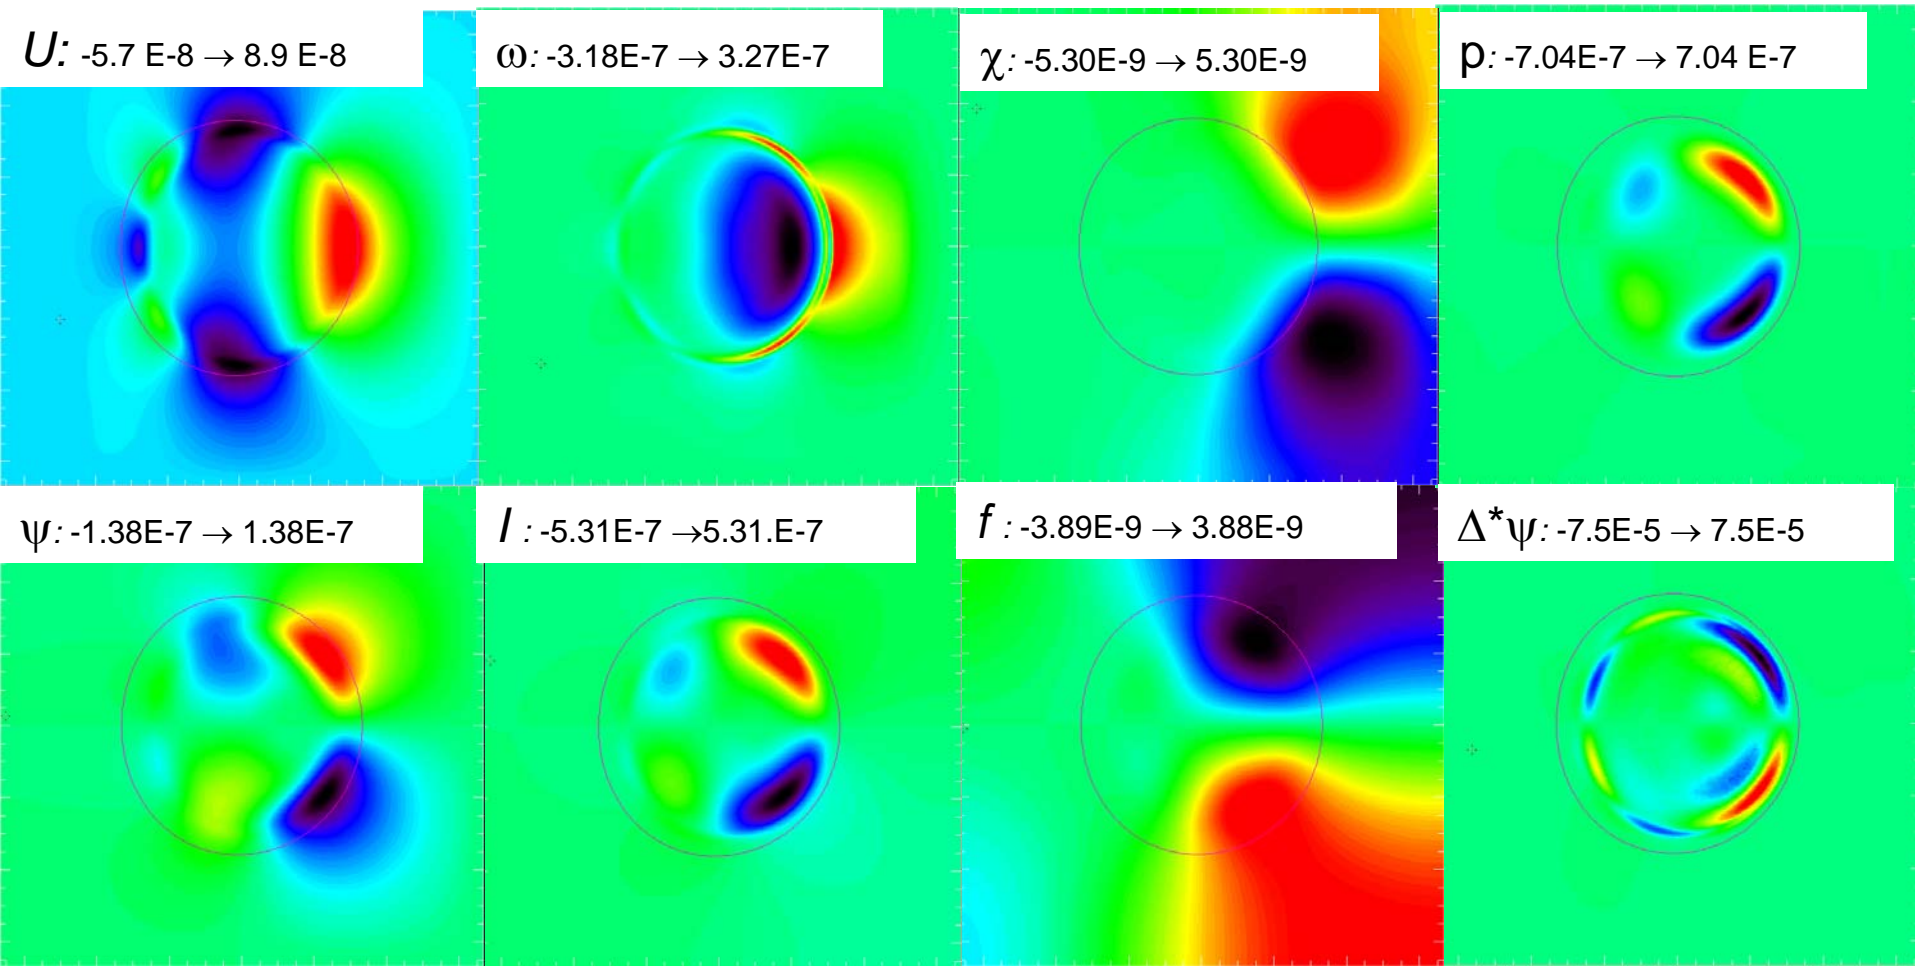 U: -5.7 E-8 → 8.9 E-8
ω: -3.18E-7 → 3.27E-7
χ: -5.30E-9 → 5.30E-9
p: -7.04E-7 → 7.04 E-7
ψ: -1.38E-7 → 1.38E-7
I : -5.31E-7 →5.31.E-7
f : -3.89E-9 → 3.88E-9
Δ*ψ: -7.5E-5 → 7.5E-5